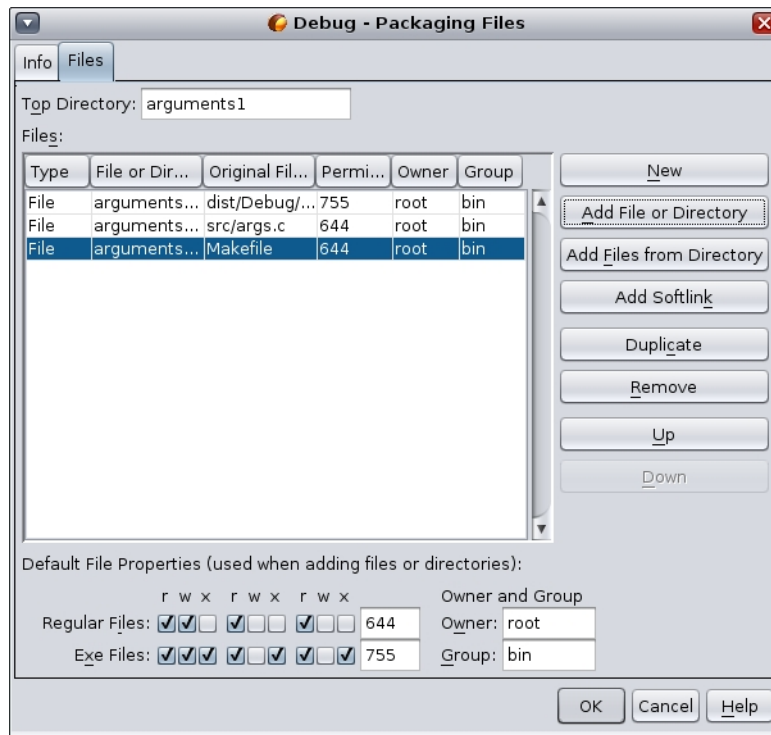 Debug - Packaging Files
Info Files
Top Directory: arguments1
Files:
Type File or Dir... Original Fil... Permi... Owner Group
File arguments... dist/Debug/... 755 root bin
File arguments... src/args.c 644 root bin
File arguments... Makefile 644 root bin
New
Add File or Directory
Add Files from Directory
Add Softlink
Duplicate
Remove
Up
Down
Default File Properties (used when adding files or directories):
r w x r w x r w x Owner and Group
Regular Files: 644 Owner: root
Exe Files: 755 Group: bin
OK Cancel Help